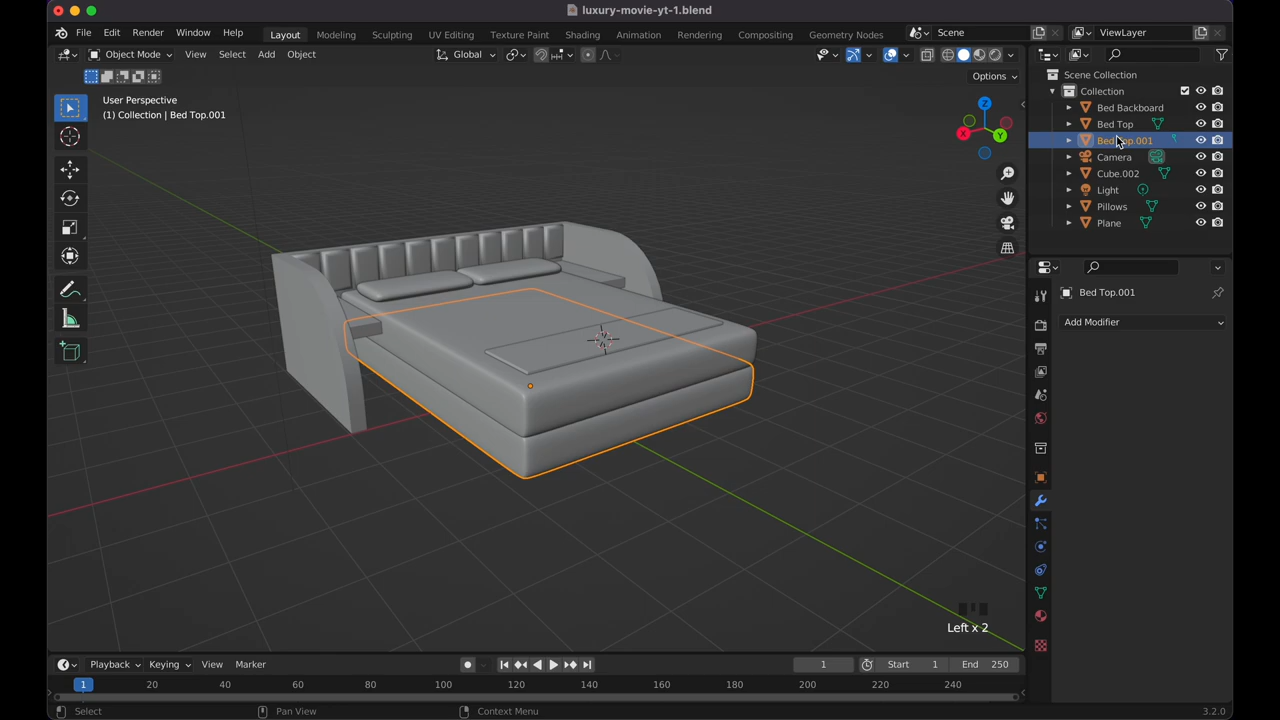 luxury-movie-yt-1.blend
File Edit Render Window Help Layout Modeling Sculpting UV Editing Texture Paint Shading Animation Rendering Compositing Geometry Nodes Scene ViewLayer
Object Mode View Select Add Object Global
Options
User Perspective
(1) Collection | Bed Top.001
X Y Z
Scene Collection
Collection
Bed Backboard
Bed Top
Bed Top.001
Camera
Cube.002
Light
Pillows
Plane
Bed Top.001
Add Modifier
Left x 2
Playback Keying View Marker 1 Start 1 End 250
1 20 40 60 80 100 120 140 160 180 200 220 240
Select Pan View Context Menu 3.2.0